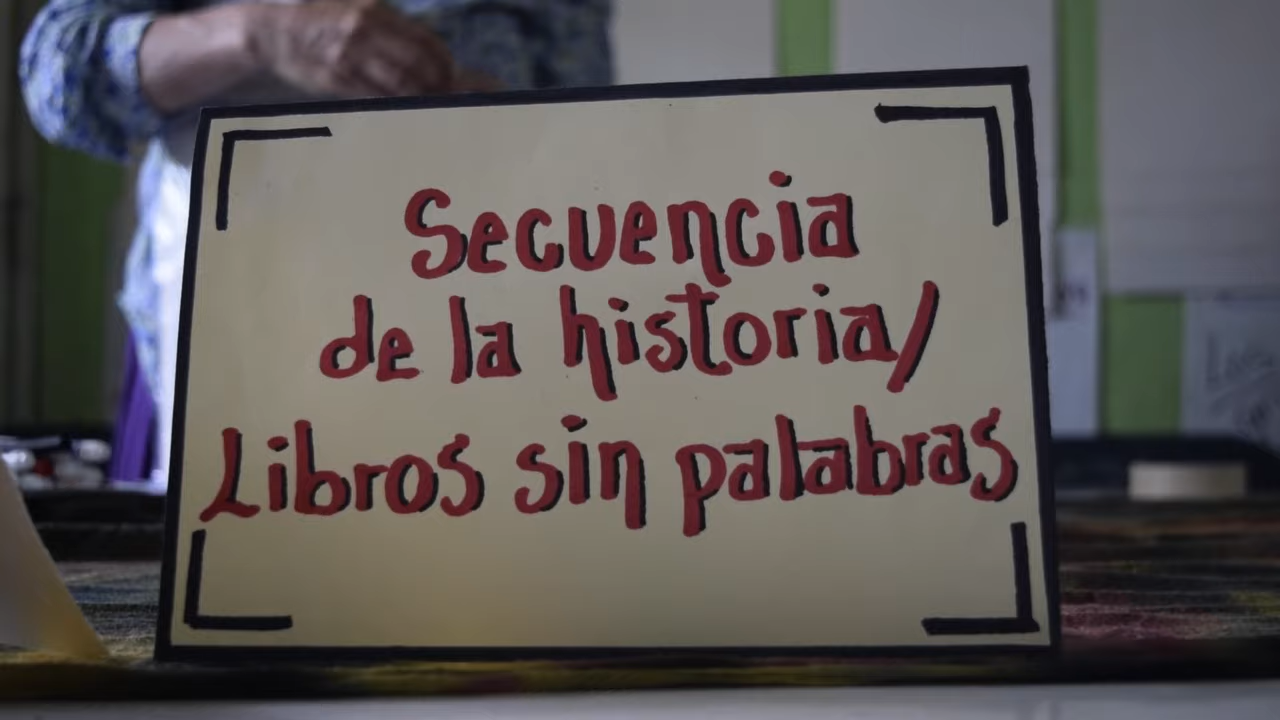 Secuencia
de la historia/
Libros sin palabras